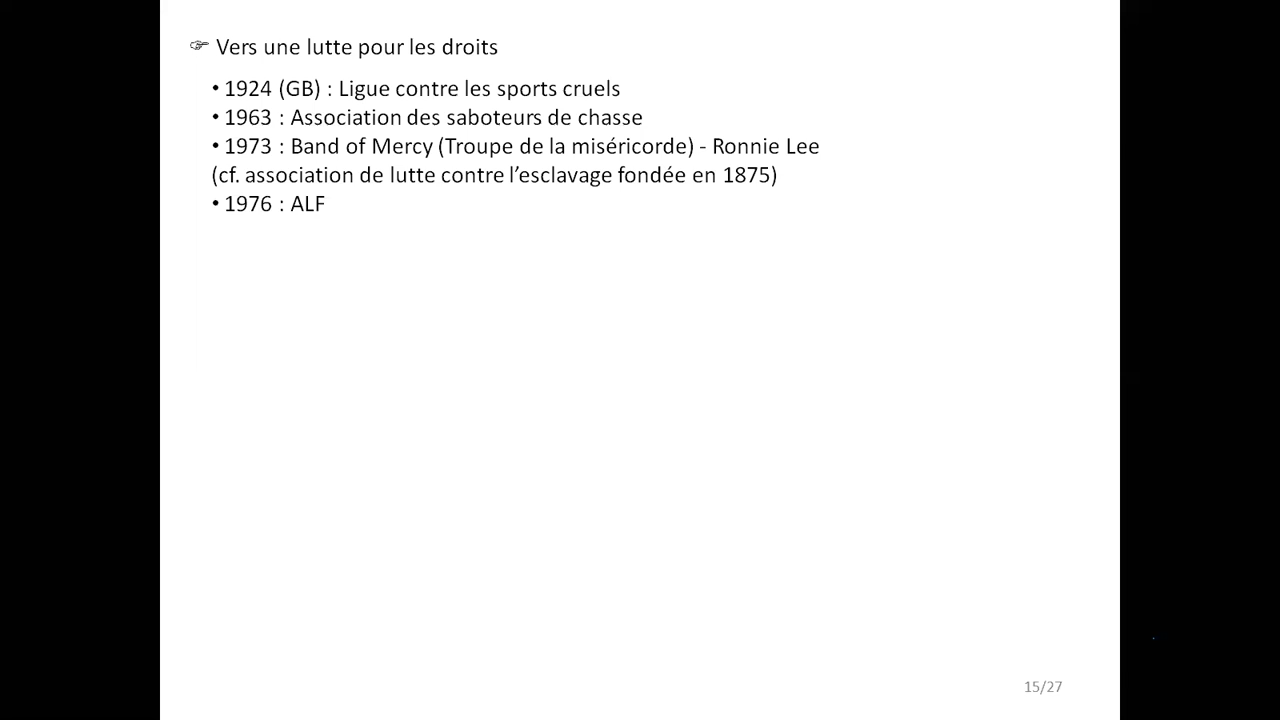 ☞ Vers une lutte pour les droits
• 1924 (GB) : Ligue contre les sports cruels
• 1963 : Association des saboteurs de chasse
• 1973 : Band of Mercy (Troupe de la miséricorde) - Ronnie Lee
(cf. association de lutte contre l’esclavage fondée en 1875)
• 1976 : ALF
15/27